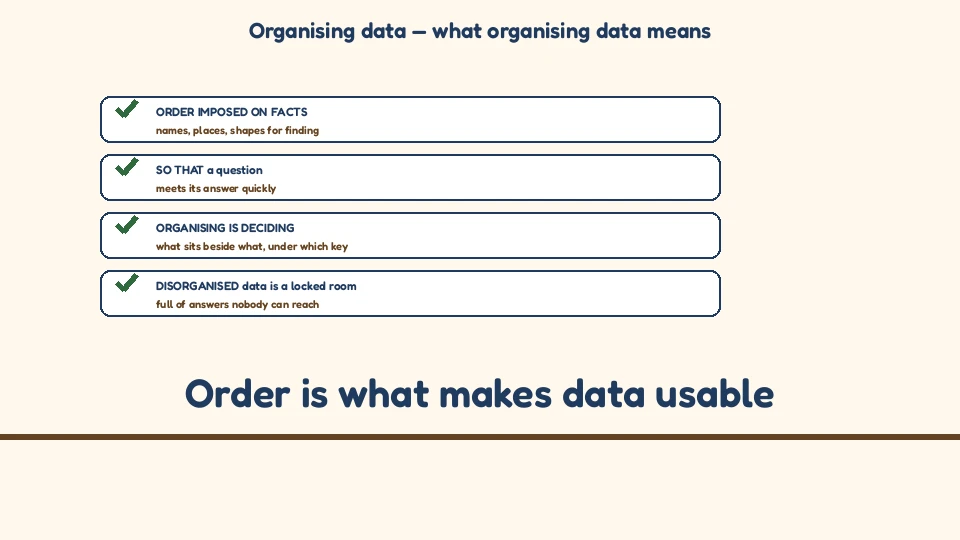 Organising data — what organising data means
ORDER IMPOSED ON FACTS
names, places, shapes for finding
SO THAT a question
meets its answer quickly
ORGANISING IS DECIDING
what sits beside what, under which key
DISORGANISED data is a locked room
full of answers nobody can reach
Order is what makes data usable